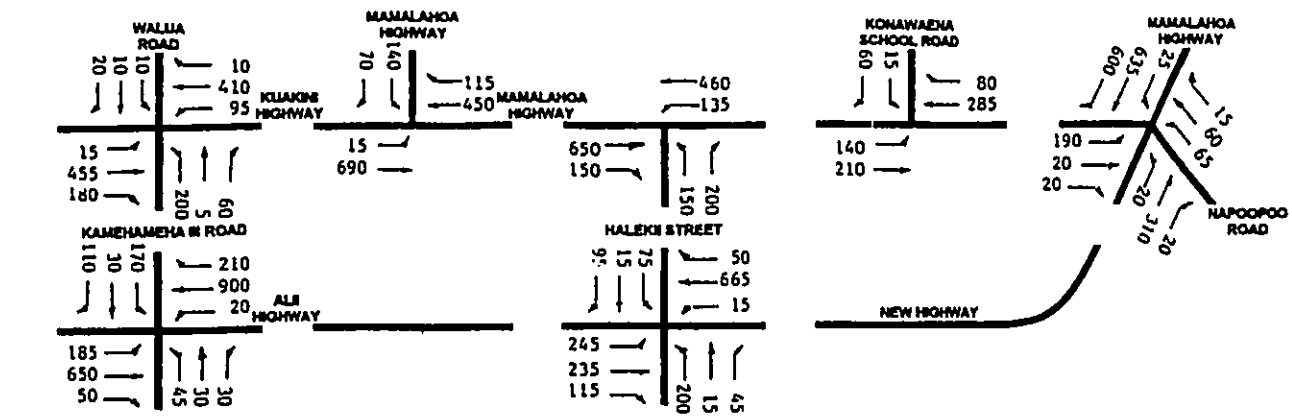 WALUA
ROAD
20 10 10
10
410
95
KUAKINI
HIGHWAY
15
455
180
200 5 60
MAMALAHOA
HIGHWAY
70 140
115
450
15
690
MAMALAHOA
HIGHWAY
460
135
650
150
150 200
KONAWAENA
SCHOOL ROAD
60 15
80
285
140
210
MAMALAHOA
HIGHWAY
600 635 25
15
60
65
190
20
20
20 310 20
NAPOOPOO
ROAD
KAMEHAMEHA III ROAD
110 30 170
210
900
20
ALII
HIGHWAY
185
650
50
45 30 30
HALEKII STREET
95 15 75
50
665
15
245
235
115
200 15 45
NEW HIGHWAY